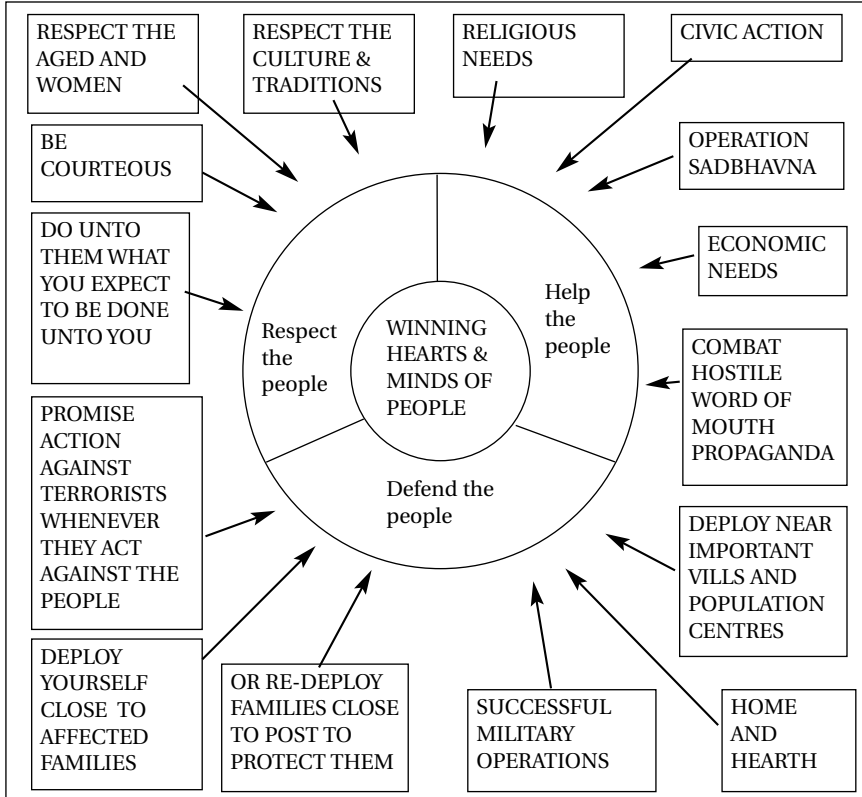 RESPECT THE
AGED AND
WOMEN
RESPECT THE
CULTURE &
TRADITIONS
RELIGIOUS
NEEDS
CIVIC ACTION
BE
COURTEOUS
OPERATION
SADBHAVNA
DO UNTO
THEM WHAT
YOU EXPECT
TO BE DONE
UNTO YOU
ECONOMIC
NEEDS
Respect
the
people
WINNING
HEARTS &
MINDS OF
PEOPLE
Help
the
people
COMBAT
HOSTILE
WORD OF
MOUTH
PROPAGANDA
PROMISE
ACTION
AGAINST
TERRORISTS
WHENEVER
THEY ACT
AGAINST THE
PEOPLE
Defend the
people
DEPLOY NEAR
IMPORTANT
VILLS AND
POPULATION
CENTRES
DEPLOY
YOURSELF
CLOSE TO
AFFECTED
FAMILIES
OR RE-DEPLOY
FAMILIES CLOSE
TO POST TO
PROTECT THEM
SUCCESSFUL
MILITARY
OPERATIONS
HOME
AND
HEARTH